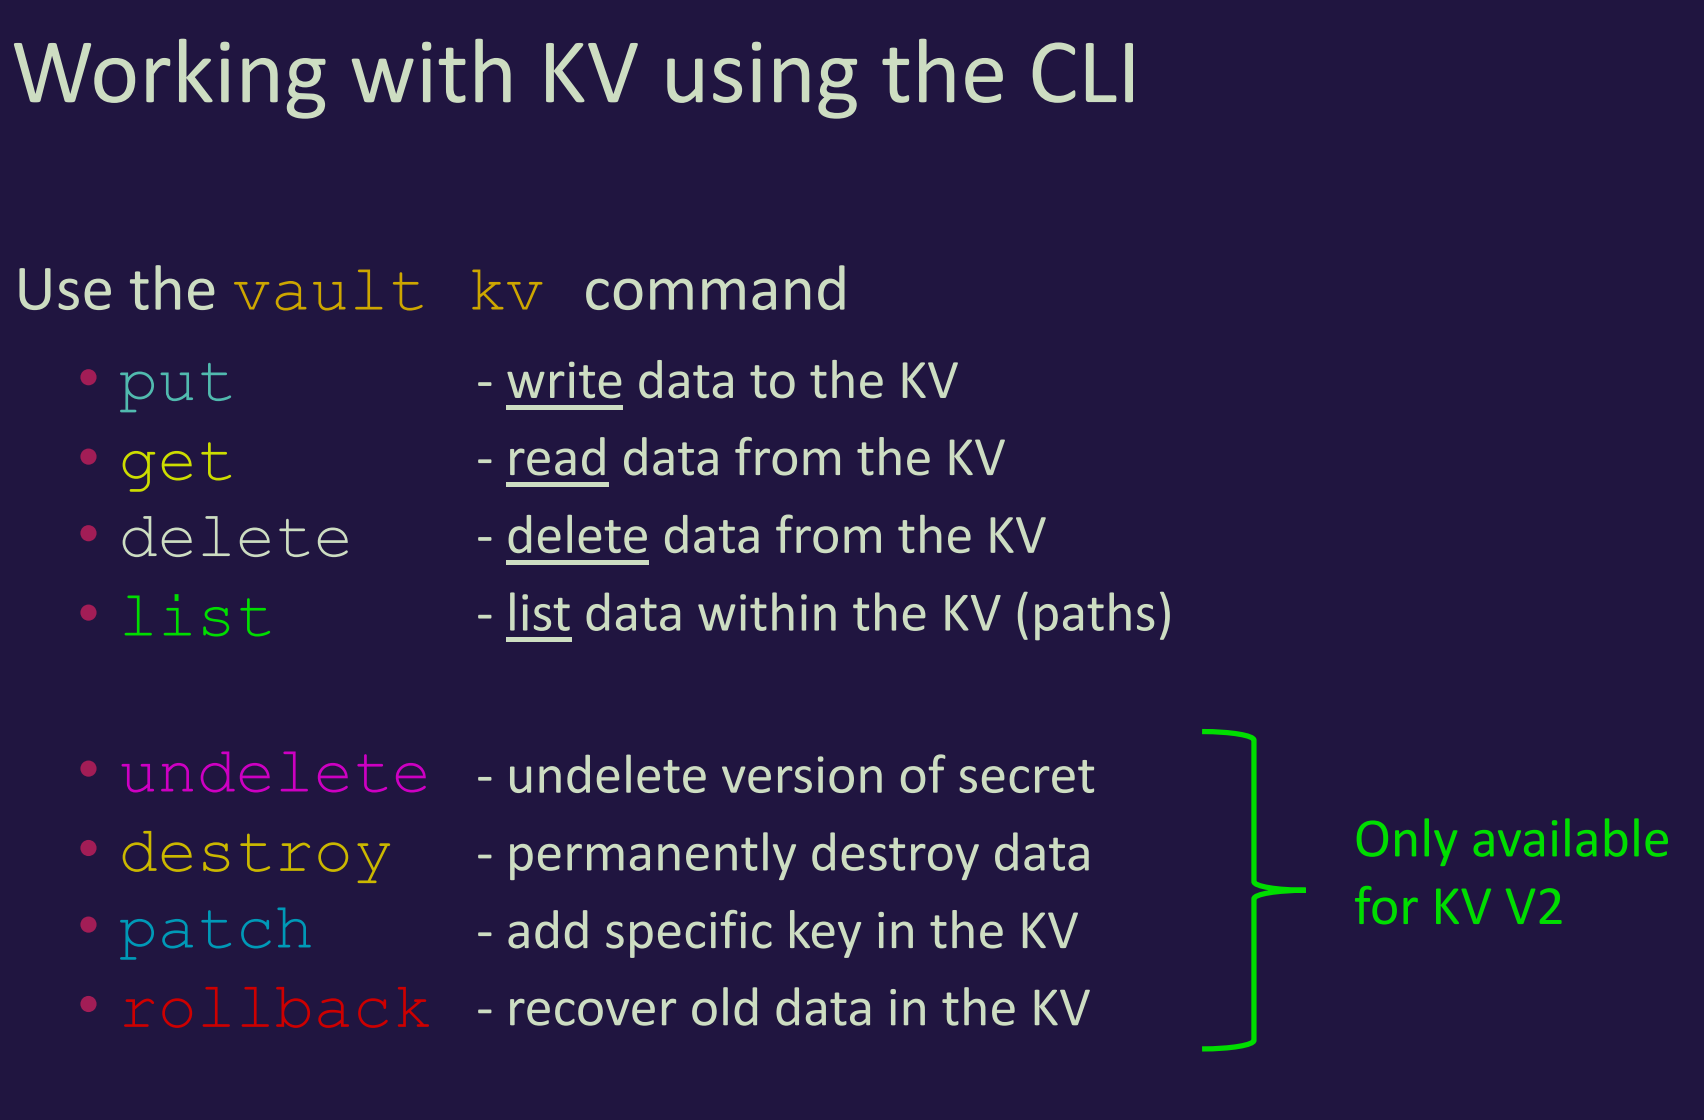 Working with KV using the CLI
Use the vault kv command
• put - write data to the KV
• get - read data from the KV
• delete - delete data from the KV
• list - list data within the KV (paths)
• undelete - undelete version of secret
• destroy - permanently destroy data
• patch - add specific key in the KV
• rollback - recover old data in the KV
Only available
for KV V2